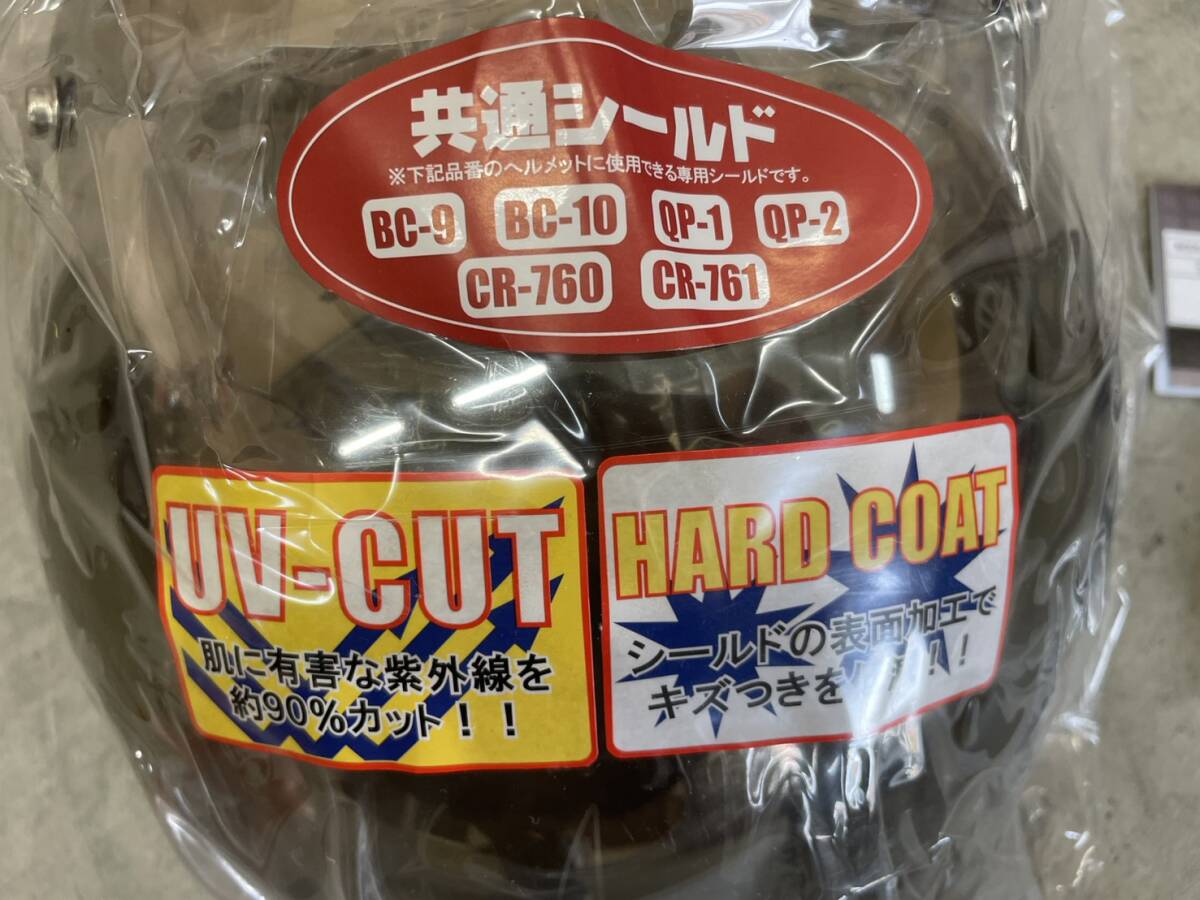 共通シールド
※下記品番のヘルメットに使用できる専用シールドです。
BC-9 BC-10 QP-1 QP-2
CR-760 CR-761
UV-CUT
肌に有害な紫外線を
約90%カット！！
HARD COAT
シールドの表面加工で
キズつきを ！！